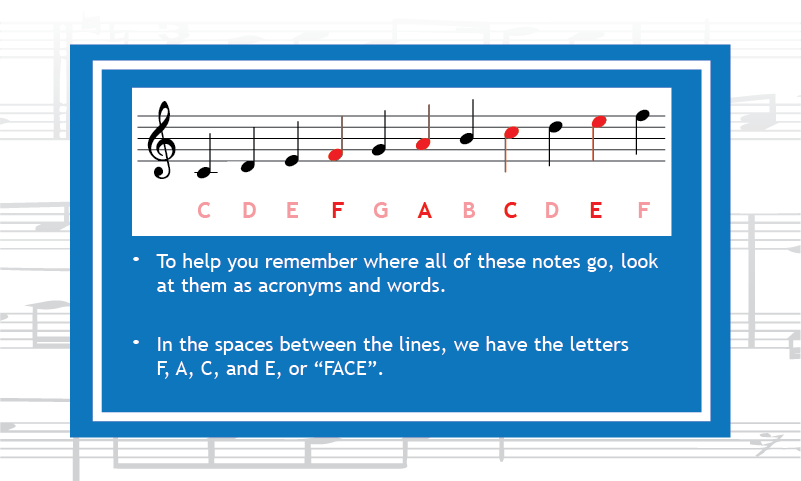 C D E F G A B C D E F
• To help you remember where all of these notes go, look
at them as acronyms and words.
• In the spaces between the lines, we have the letters
F, A, C, and E, or “FACE”.